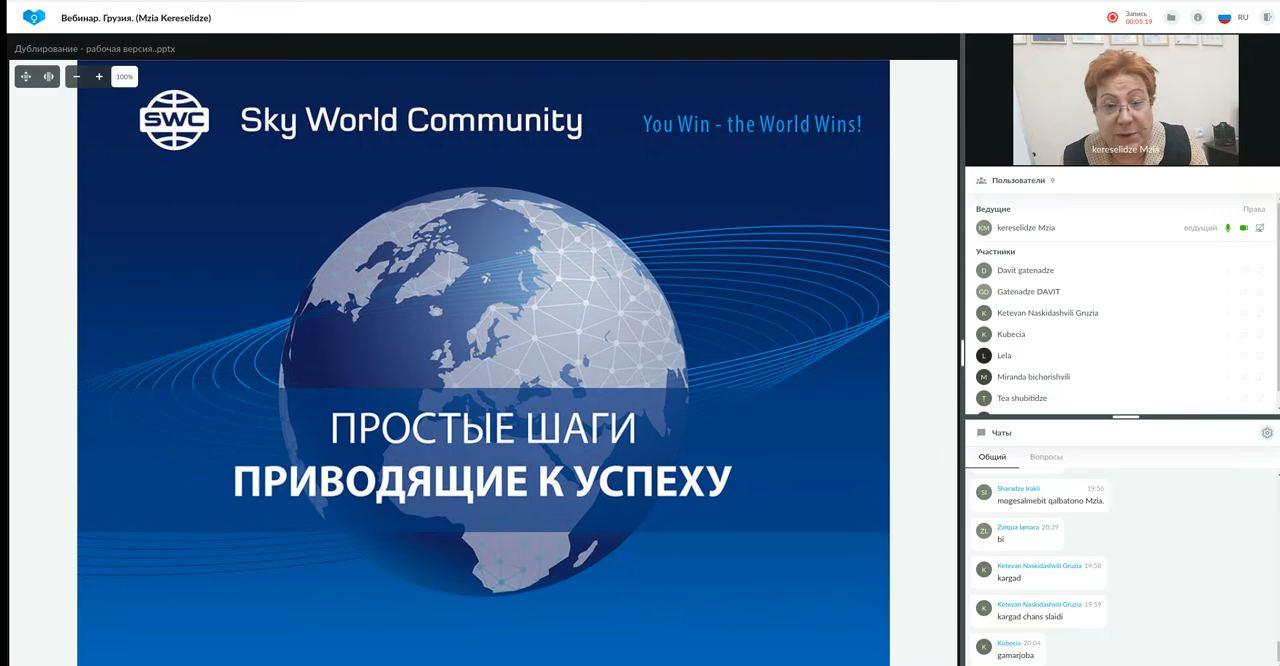 Вебинар. Грузия. (Mzia Kereselidze)
Запись
00:05:19
RU
Дублирование - рабочая версия..pptx
100%
SWC
Sky World Community
You Win - the World Wins!
ПРОСТЫЕ ШАГИ
ПРИВОДЯЩИЕ К УСПЕХУ
kereselidze Mzia
Пользователи 9
Ведущие Права
KM kereselidze Mzia ведущий
Участники
D Davit gatenadze
GD Gatenadze DAVIT
K Ketevan Naskidashvili Gruzia
K Kubecia
L Lela
M Miranda bichorishvili
T Tea shubitidze
Чаты
Общий Вопросы
SI Sharadze Irakli 19:56
mogesalmebit qalbatono Mzia.
ZL Zarqua lamara 20:39
bi
K Ketevan Naskidashvili Gruzia 19:58
kargad
K Ketevan Naskidashvili Gruzia 19:59
kargad chans slaidi
K Kubecia 20:04
gamarjoba